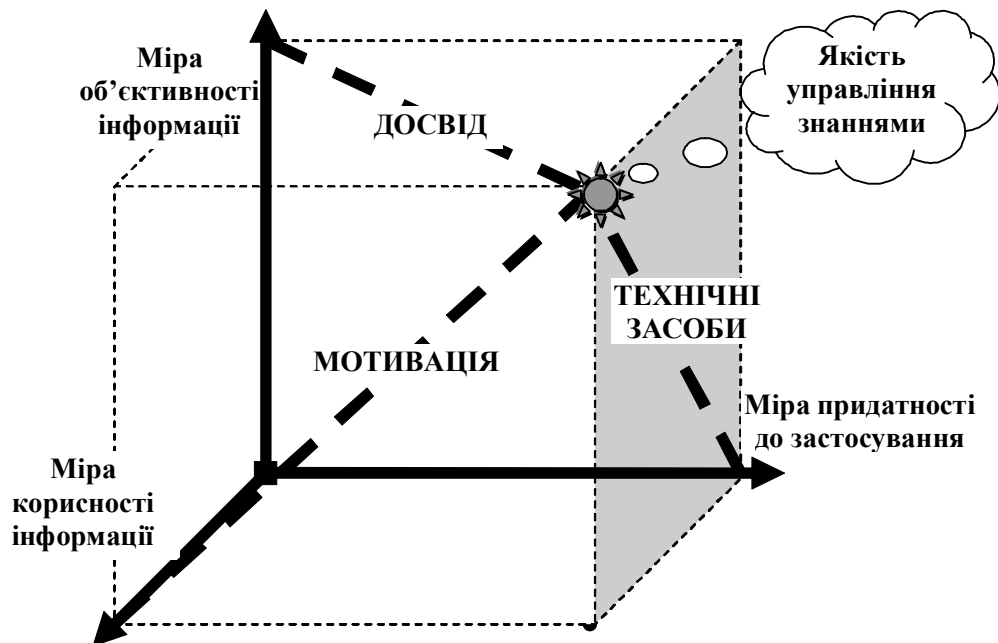 Міра
об’єктивності
інформації
Якість
управління
знаннями
ДОСВІД
ТЕХНІЧНІ
ЗАСОБИ
МОТИВАЦІЯ
Міра придатності
до застосування
Міра
корисності
інформації